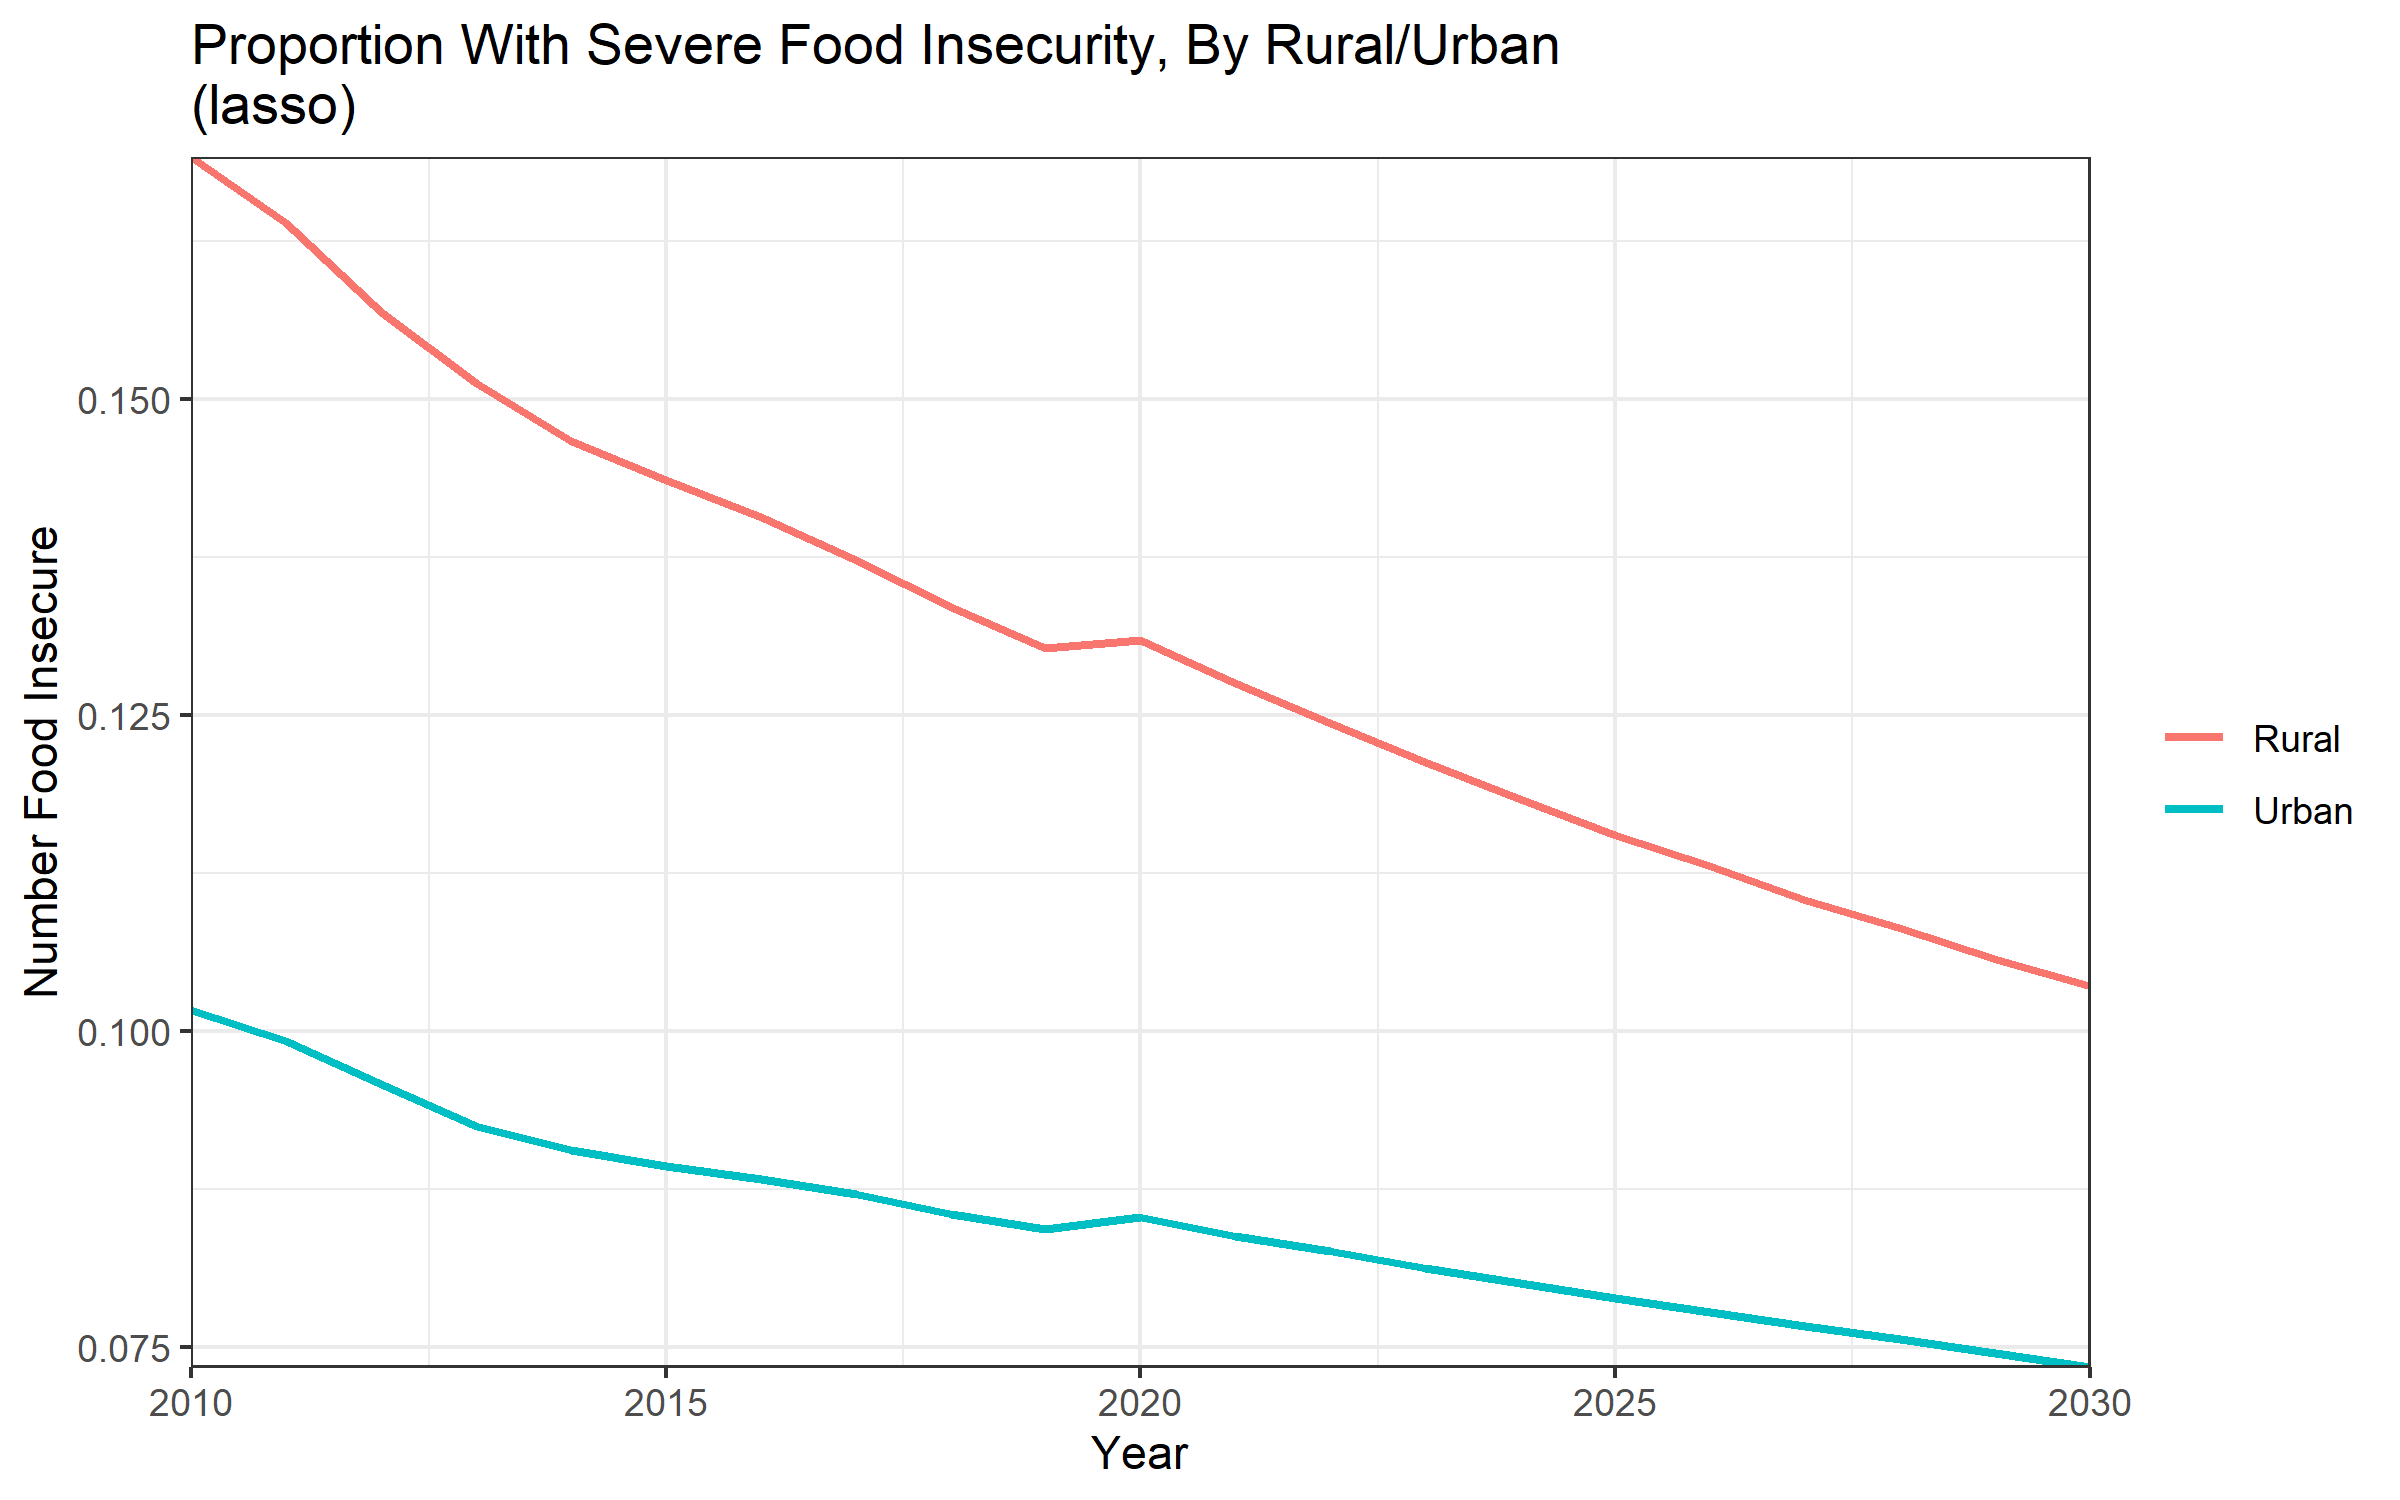 Proportion With Severe Food Insecurity, By Rural/Urban
(lasso)
Number Food Insecure
0.150
0.125
0.100
0.075
2010
2015
2020
2025
2030
Year
Rural
Urban